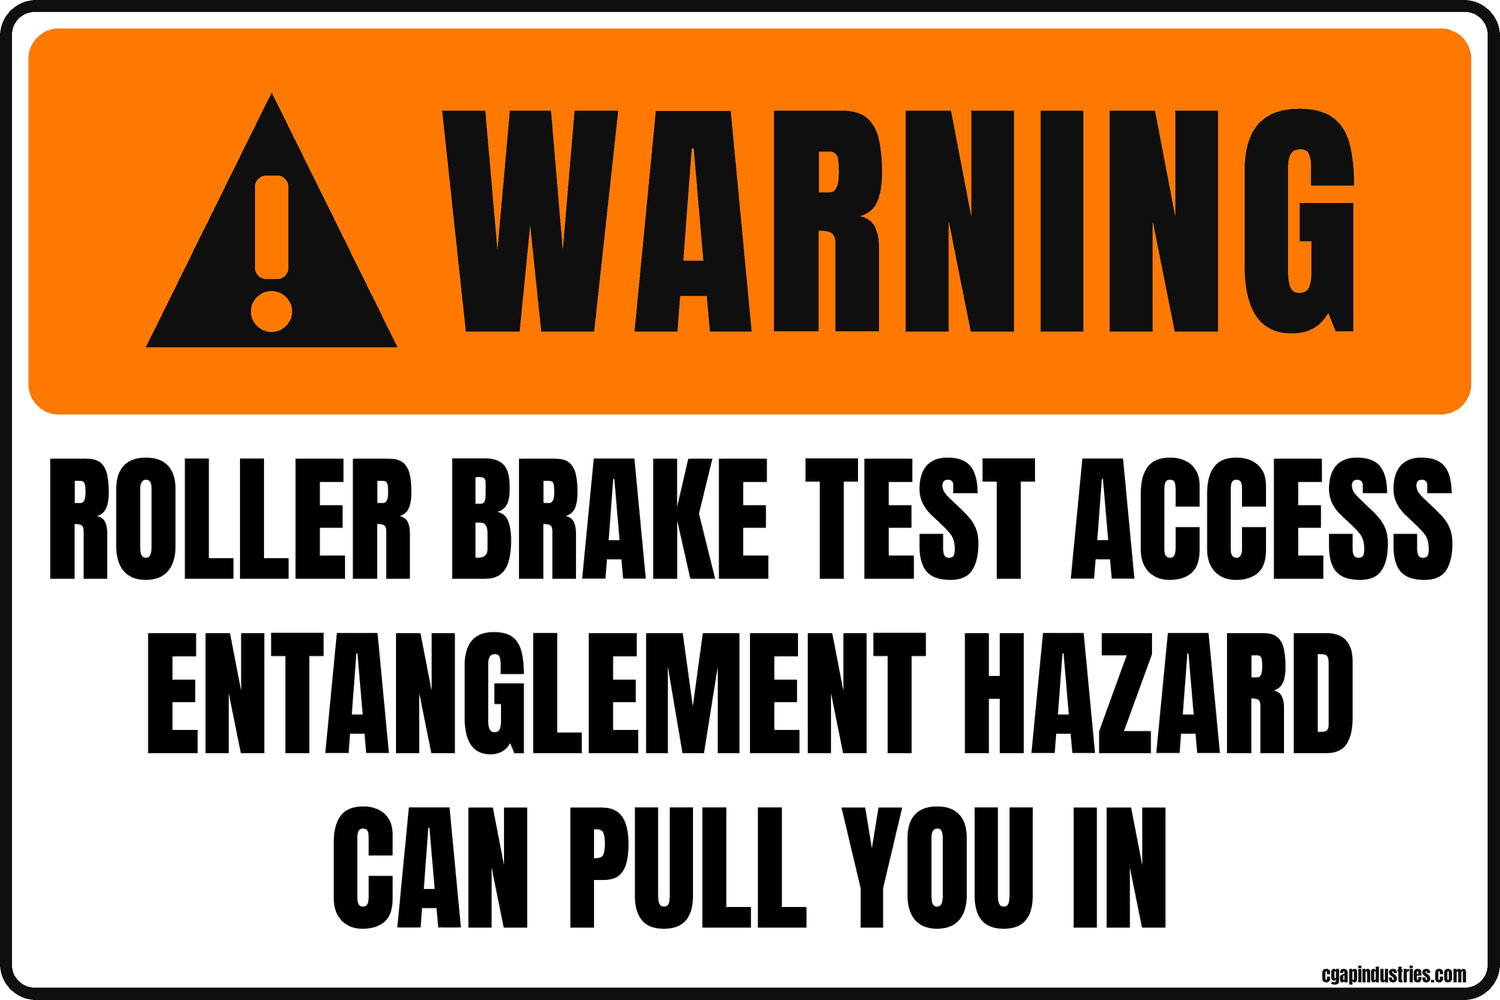 WARNING
ROLLER BRAKE TEST ACCESS
ENTANGLEMENT HAZARD
CAN PULL YOU IN
cgapindustries.com